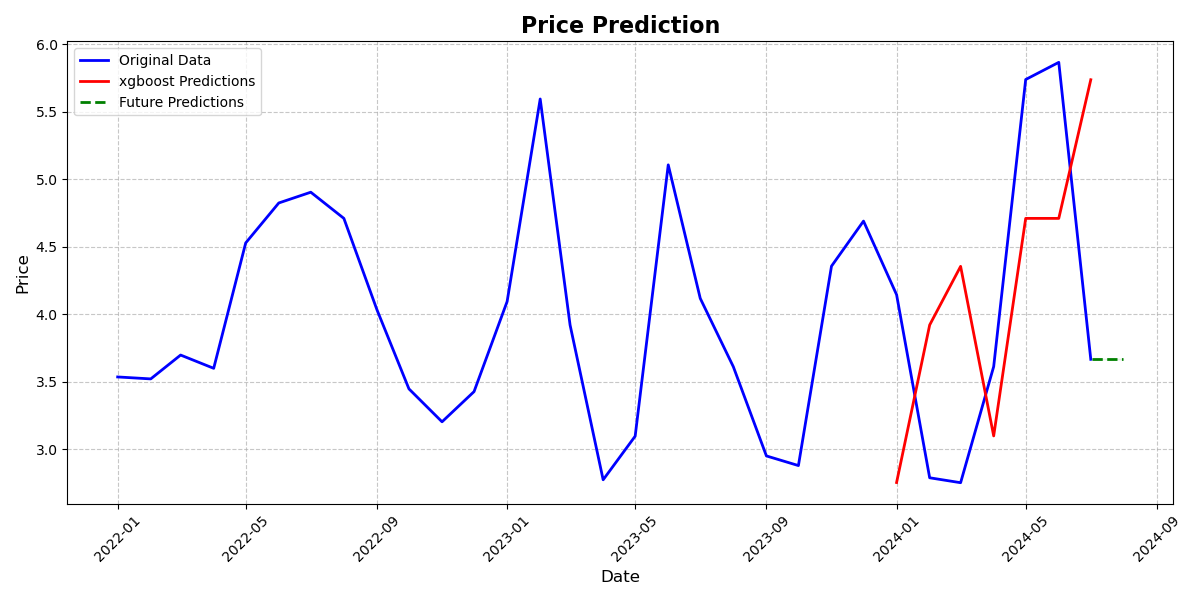 Price Prediction
Original Data
xgboost Predictions
Future Predictions
Price
6.0
5.5
5.0
4.5
4.0
3.5
3.0
2022-01
2022-05
2022-09
2023-01
2023-05
2023-09
2024-01
2024-05
2024-09
Date